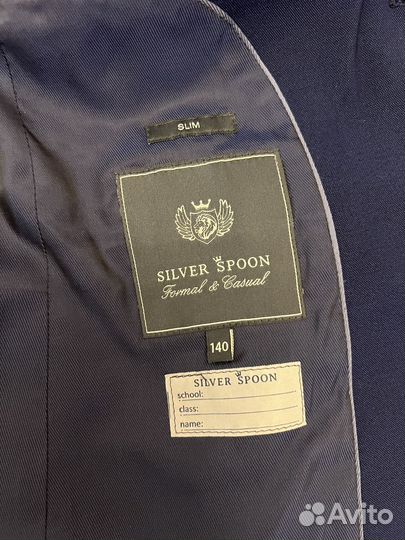 SLIM
SILVER SPOON
Formal & Casual
140
SILVER SPOON
school:
class:
name:
Avito